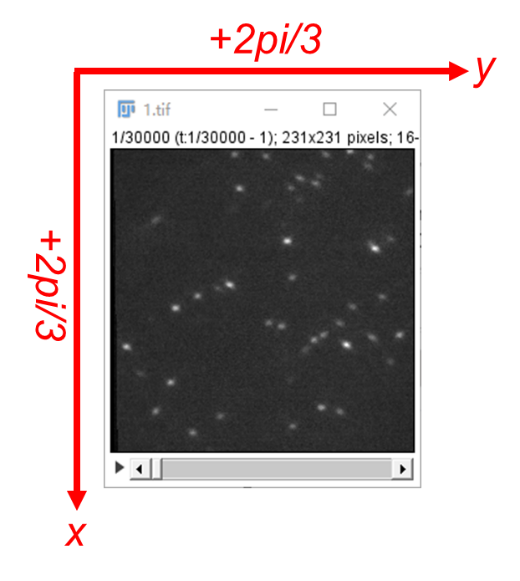 +2pi/3
y
1.tif
1/30000 (t:1/30000 - 1); 231x231 pixels; 16-
+2pi/3
x